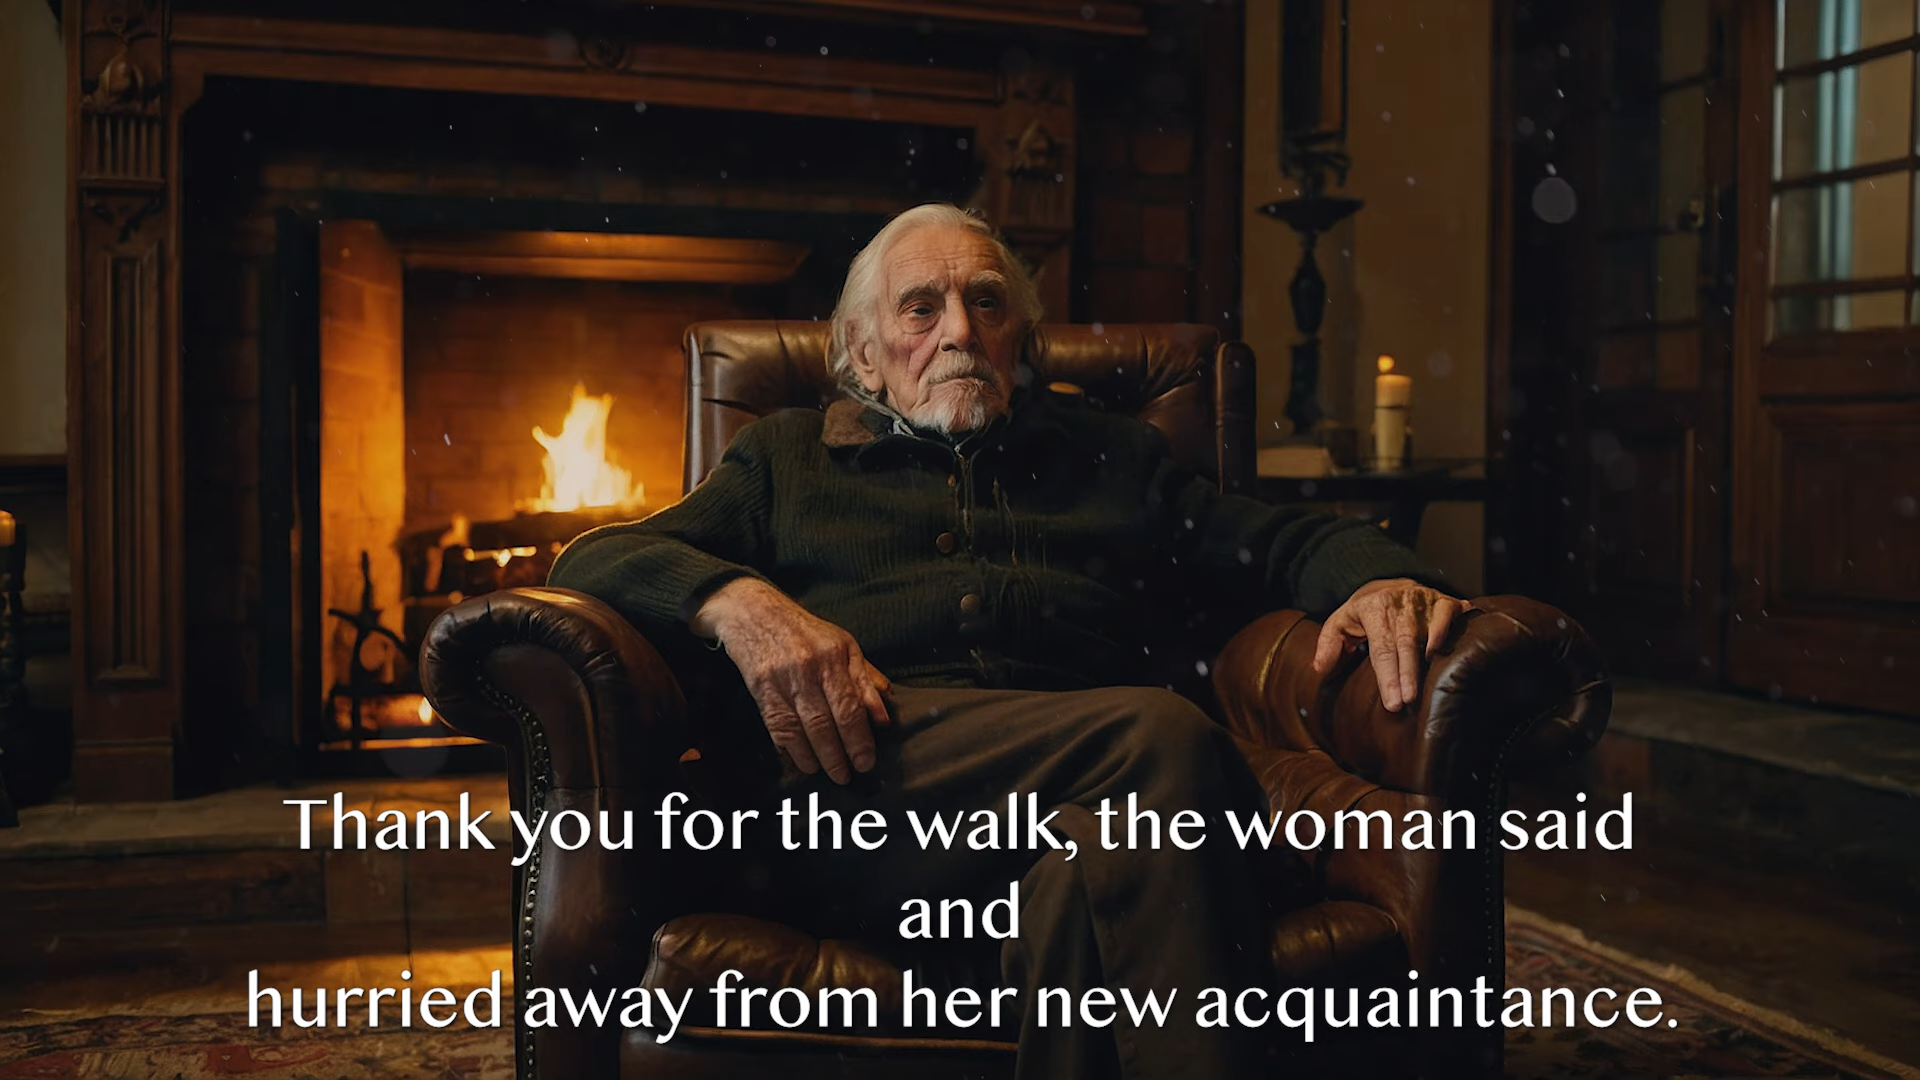 Thank you for the walk, the woman said
and
hurried away from her new acquaintance.